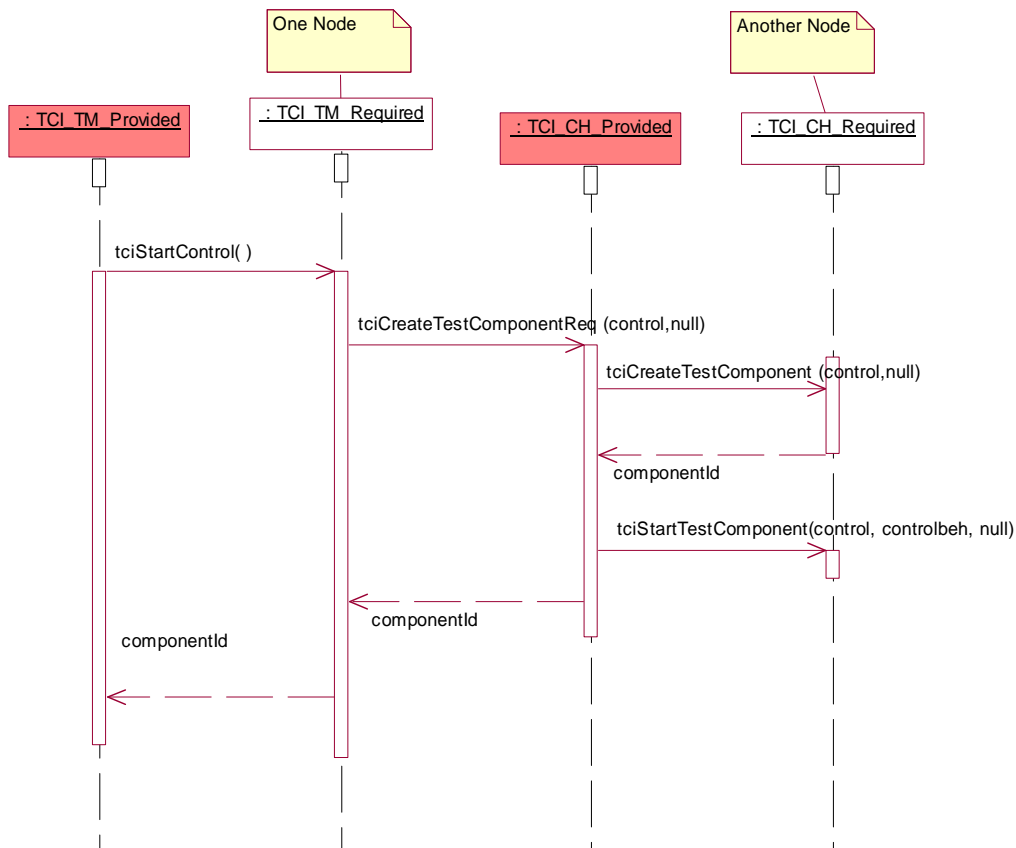 One Node
Another Node
: TCI_TM_Provided
: TCI_TM_Required
: TCI_CH_Provided
: TCI_CH_Required
tciStartControl( )
tciCreateTestComponentReq (control,null)
tciCreateTestComponent (control,null)
componentId
tciStartTestComponent(control, controlbeh, null)
componentId
componentId